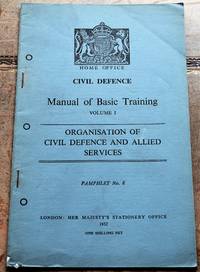 HOME OFFICE
CIVIL DEFENCE
Manual of Basic Training
VOLUME I
ORGANISATION OF
CIVIL DEFENCE AND ALLIED
SERVICES
PAMPHLET No. 8
LONDON: HER MAJESTY'S STATIONERY OFFICE
1952
ONE SHILLING NET